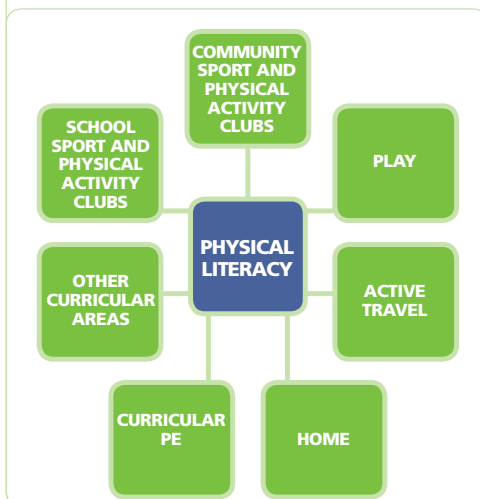 COMMUNITY
SPORT AND
PHYSICAL
ACTIVITY
CLUBS
SCHOOL
SPORT AND
PHYSICAL
ACTIVITY
CLUBS
PLAY
PHYSICAL
LITERACY
OTHER
CURRICULAR
AREAS
ACTIVE
TRAVEL
CURRICULAR
PE
HOME